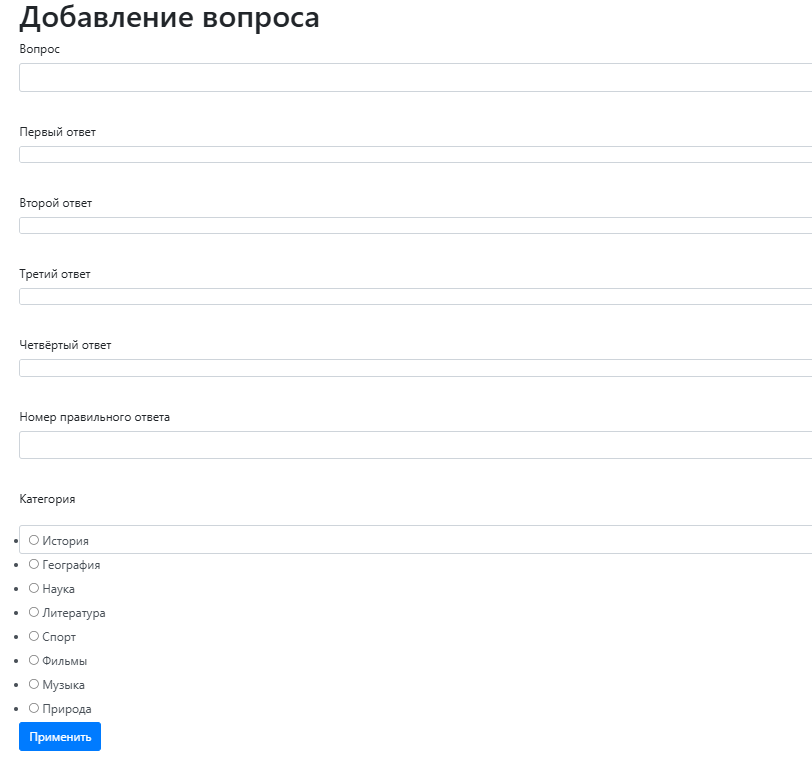 Добавление вопроса
Вопрос
Первый ответ
Второй ответ
Третий ответ
Четвёртый ответ
Номер правильного ответа
Категория
История
География
Наука
Литература
Спорт
Фильмы
Музыка
Природа
Применить